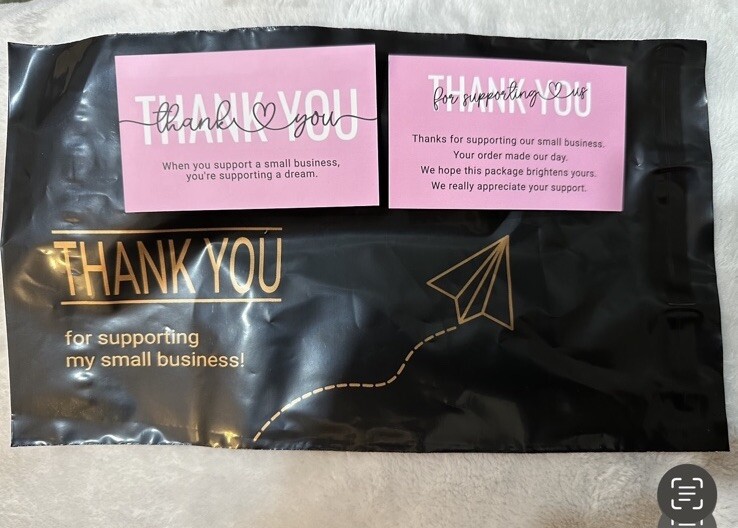 THANK YOU
thank you
When you support a small business,
you're supporting a dream.
THANK YOU
for supporting us
Thanks for supporting our small business.
Your order made our day.
We hope this package brightens yours.
We really appreciate your support.
THANK YOU
for supporting
my small business!